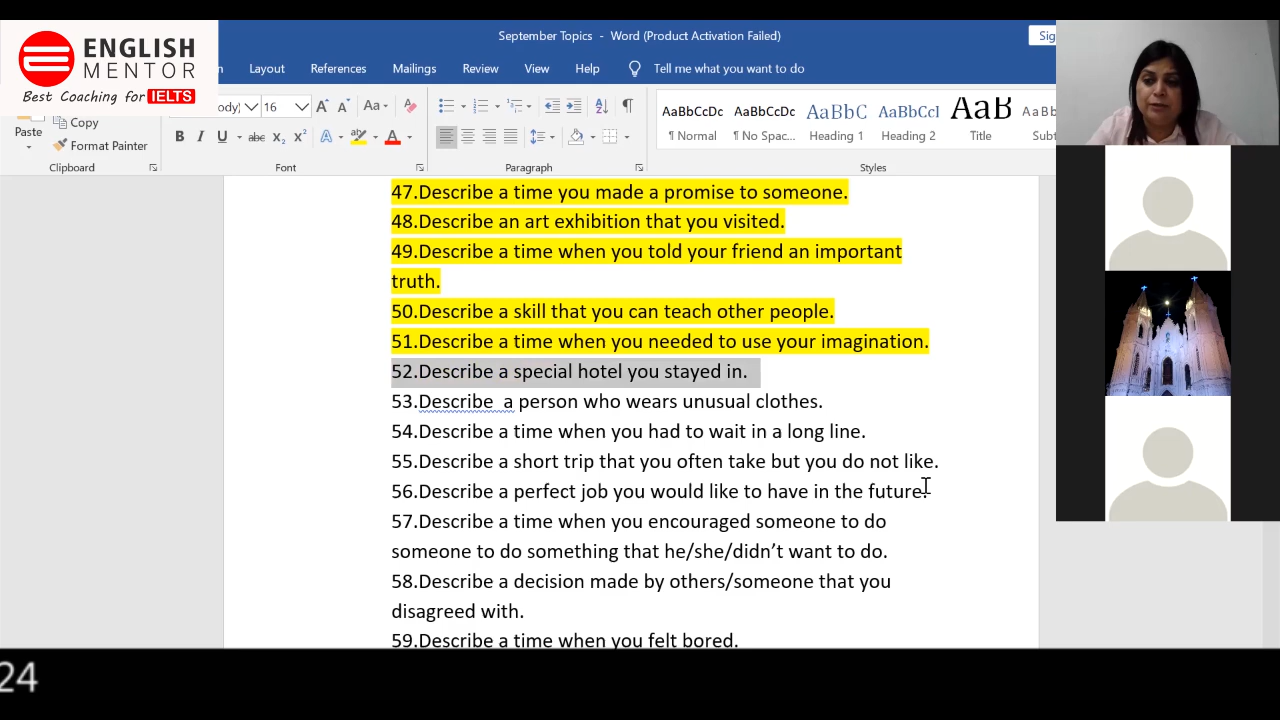 ENGLISH
MENTOR
Best Coaching for IELTS
September Topics - Word (Product Activation Failed)
Sig
Layout References Mailings Review View Help Tell me what you want to do
Copy
Paste
Format Painter
Clipboard
16
Aa
B I U abc x₂ x² A ab A
Font
Paragraph
AaBbCcDc AaBbCcDc AaBbC AaBbCcI AaB AaBb
¶ Normal ¶ No Spac... Heading 1 Heading 2 Title Subt
Styles
47.Describe a time you made a promise to someone.
48.Describe an art exhibition that you visited.
49.Describe a time when you told your friend an important
truth.
50.Describe a skill that you can teach other people.
51.Describe a time when you needed to use your imagination.
52.Describe a special hotel you stayed in.
53.Describe  a person who wears unusual clothes.
54.Describe a time when you had to wait in a long line.
55.Describe a short trip that you often take but you do not like.
56.Describe a perfect job you would like to have in the future.
57.Describe a time when you encouraged someone to do
someone to do something that he/she/didn’t want to do.
58.Describe a decision made by others/someone that you
disagreed with.
59.Describe a time when you felt bored.
24